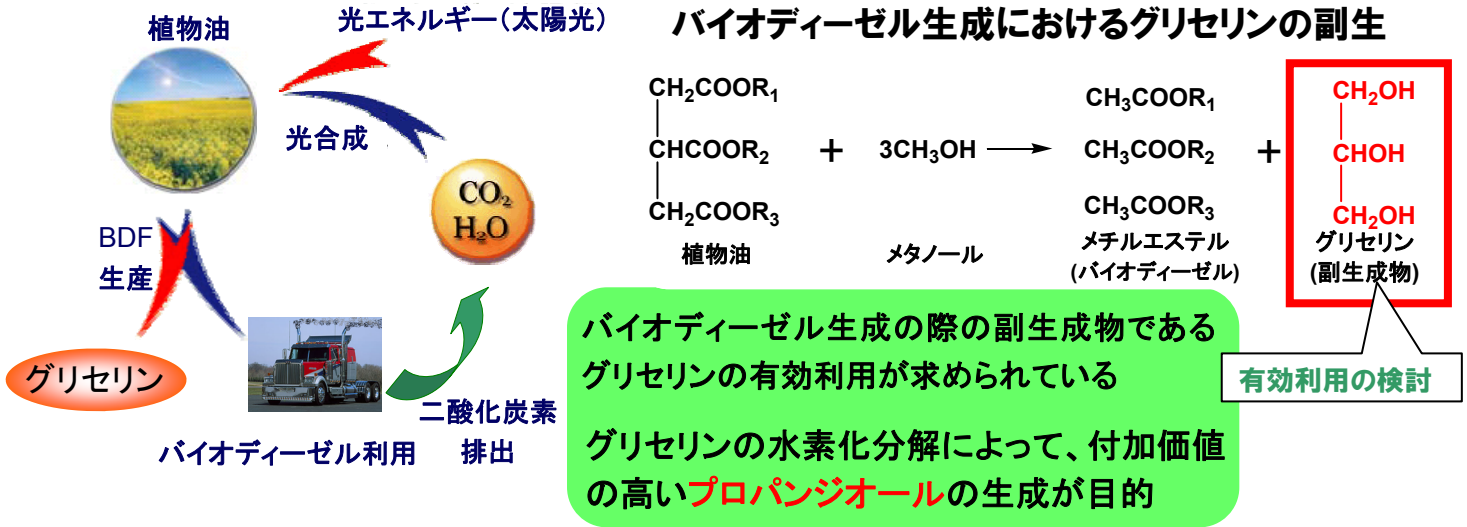 植物油
光エネルギー（太陽光）
光合成
CO₂
H₂O
BDF
生産
グリセリン
二酸化炭素
排出
バイオディーゼル利用
バイオディーゼル生成におけるグリセリンの副生
CH₂COOR₁
CHCOOR₂
CH₂COOR₃
植物油
+
3CH₃OH
メタノール
CH₃COOR₁
CH₃COOR₂
CH₃COOR₃
メチルエステル
(バイオディーゼル)
+
CH₂OH
CHOH
CH₂OH
グリセリン
(副生成物)
有効利用の検討
バイオディーゼル生成の際の副生成物である
グリセリンの有効利用が求められている
グリセリンの水素化分解によって、付加価値
の高いプロパンジオールの生成が目的